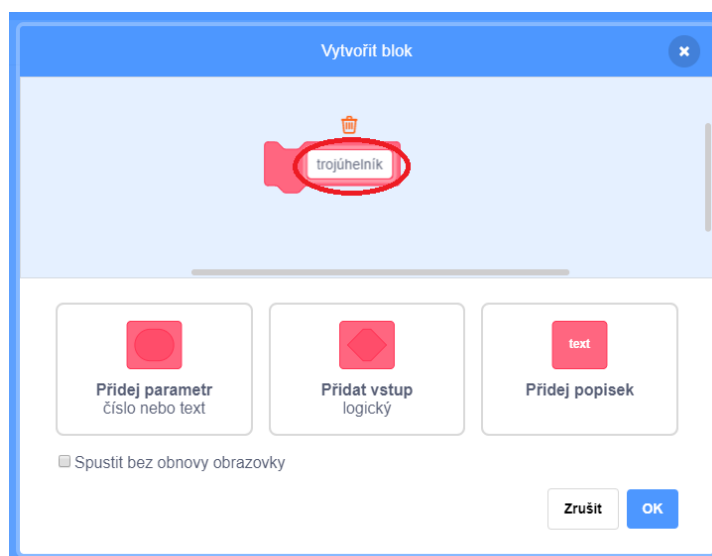 Vytvořit blok
trojúhelník
text
Přidej parametr
číslo nebo text
Přidat vstup
logický
Přidej popisek
Spustit bez obnovy obrazovky
Zrušit
OK